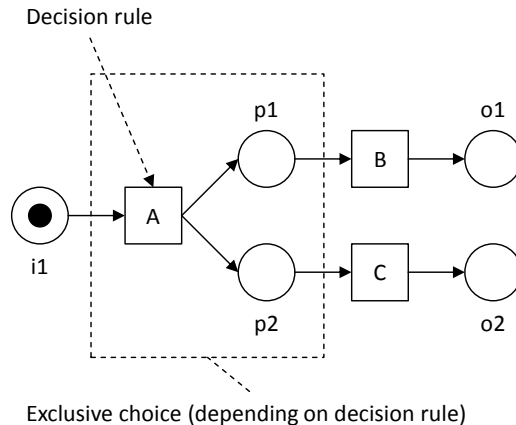 Decision rule
p1
o1
A
B
i1
C
p2
o2
Exclusive choice (depending on decision rule)